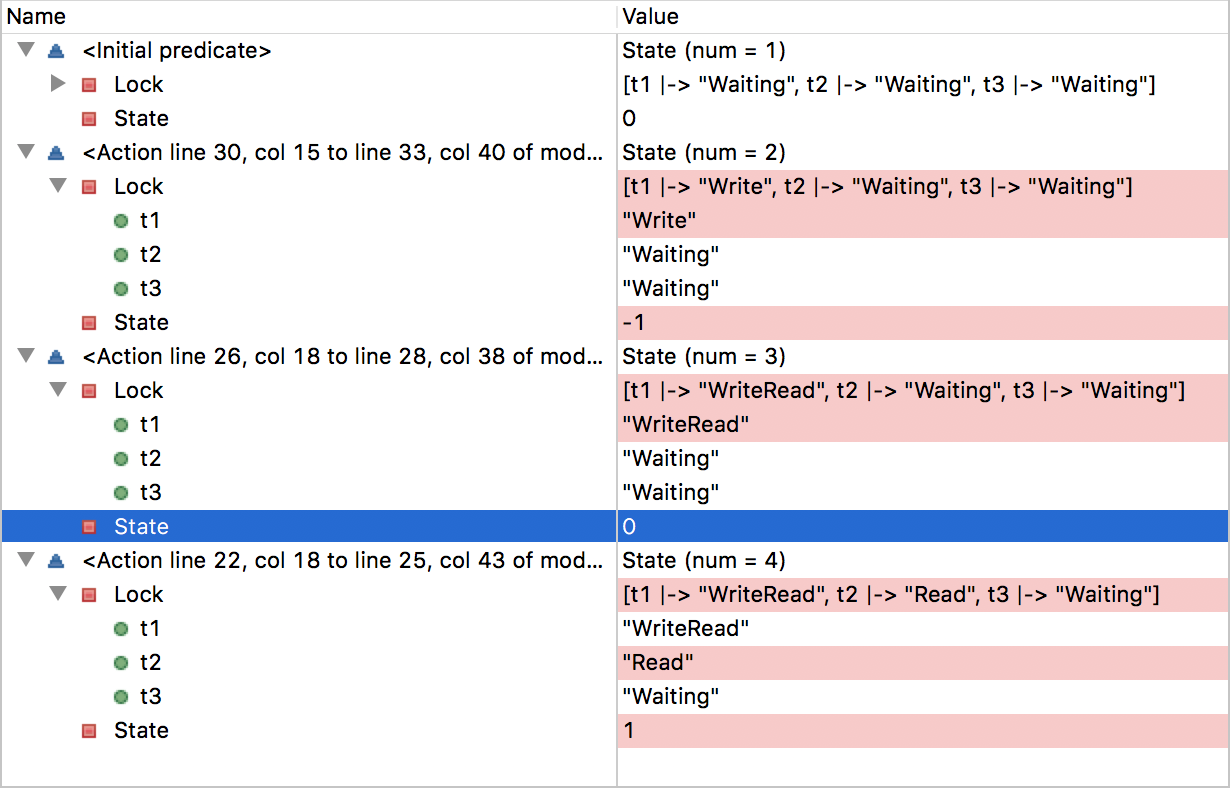 Name Value
<Initial predicate> State (num = 1)
Lock [t1 |-> "Waiting", t2 |-> "Waiting", t3 |-> "Waiting"]
State 0
<Action line 30, col 15 to line 33, col 40 of mod... State (num = 2)
Lock [t1 |-> "Write", t2 |-> "Waiting", t3 |-> "Waiting"]
t1 "Write"
t2 "Waiting"
t3 "Waiting"
State -1
<Action line 26, col 18 to line 28, col 38 of mod... State (num = 3)
Lock [t1 |-> "WriteRead", t2 |-> "Waiting", t3 |-> "Waiting"]
t1 "WriteRead"
t2 "Waiting"
t3 "Waiting"
State 0
<Action line 22, col 18 to line 25, col 43 of mod... State (num = 4)
Lock [t1 |-> "WriteRead", t2 |-> "Read", t3 |-> "Waiting"]
t1 "WriteRead"
t2 "Read"
t3 "Waiting"
State 1